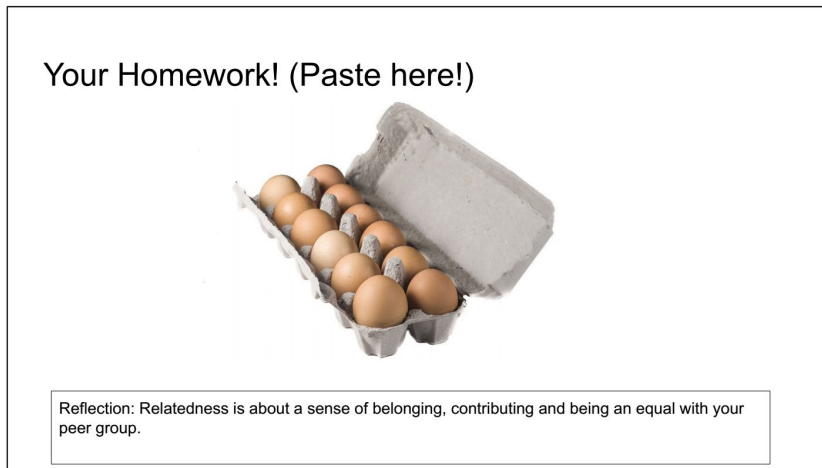 Your Homework! (Paste here!)
Reflection: Relatedness is about a sense of belonging, contributing and being an equal with your
peer group.